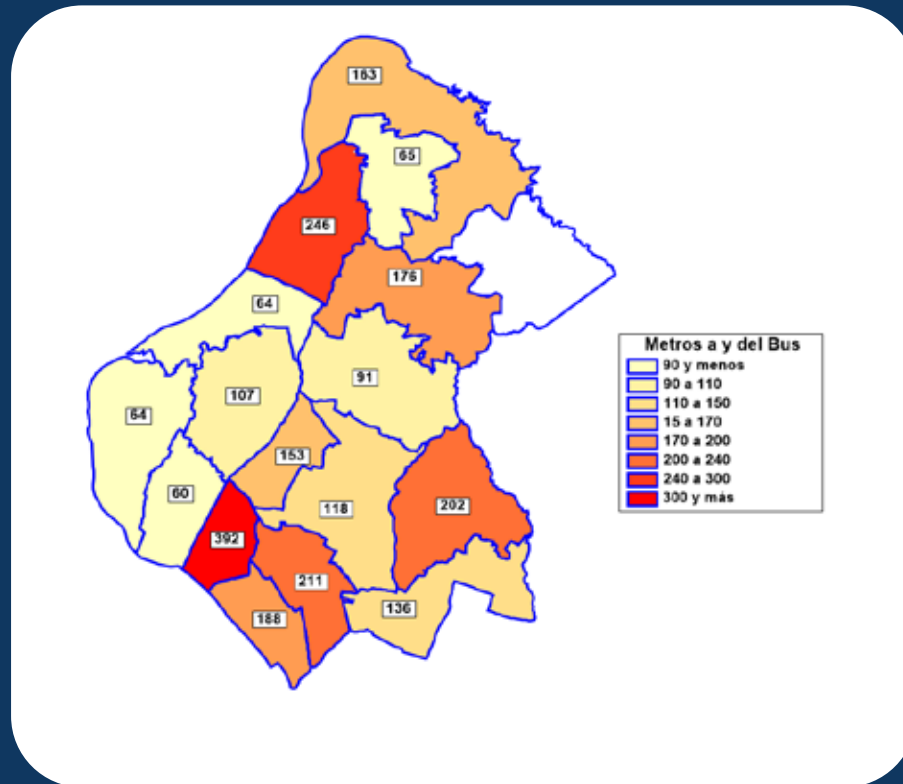 163
65
246
176
64
91
107
64
153
60
118
202
392
211
136
188
Metros a y del Bus
90 y menos
90 a 110
110 a 150
15 a 170
170 a 200
200 a 240
240 a 300
300 y más